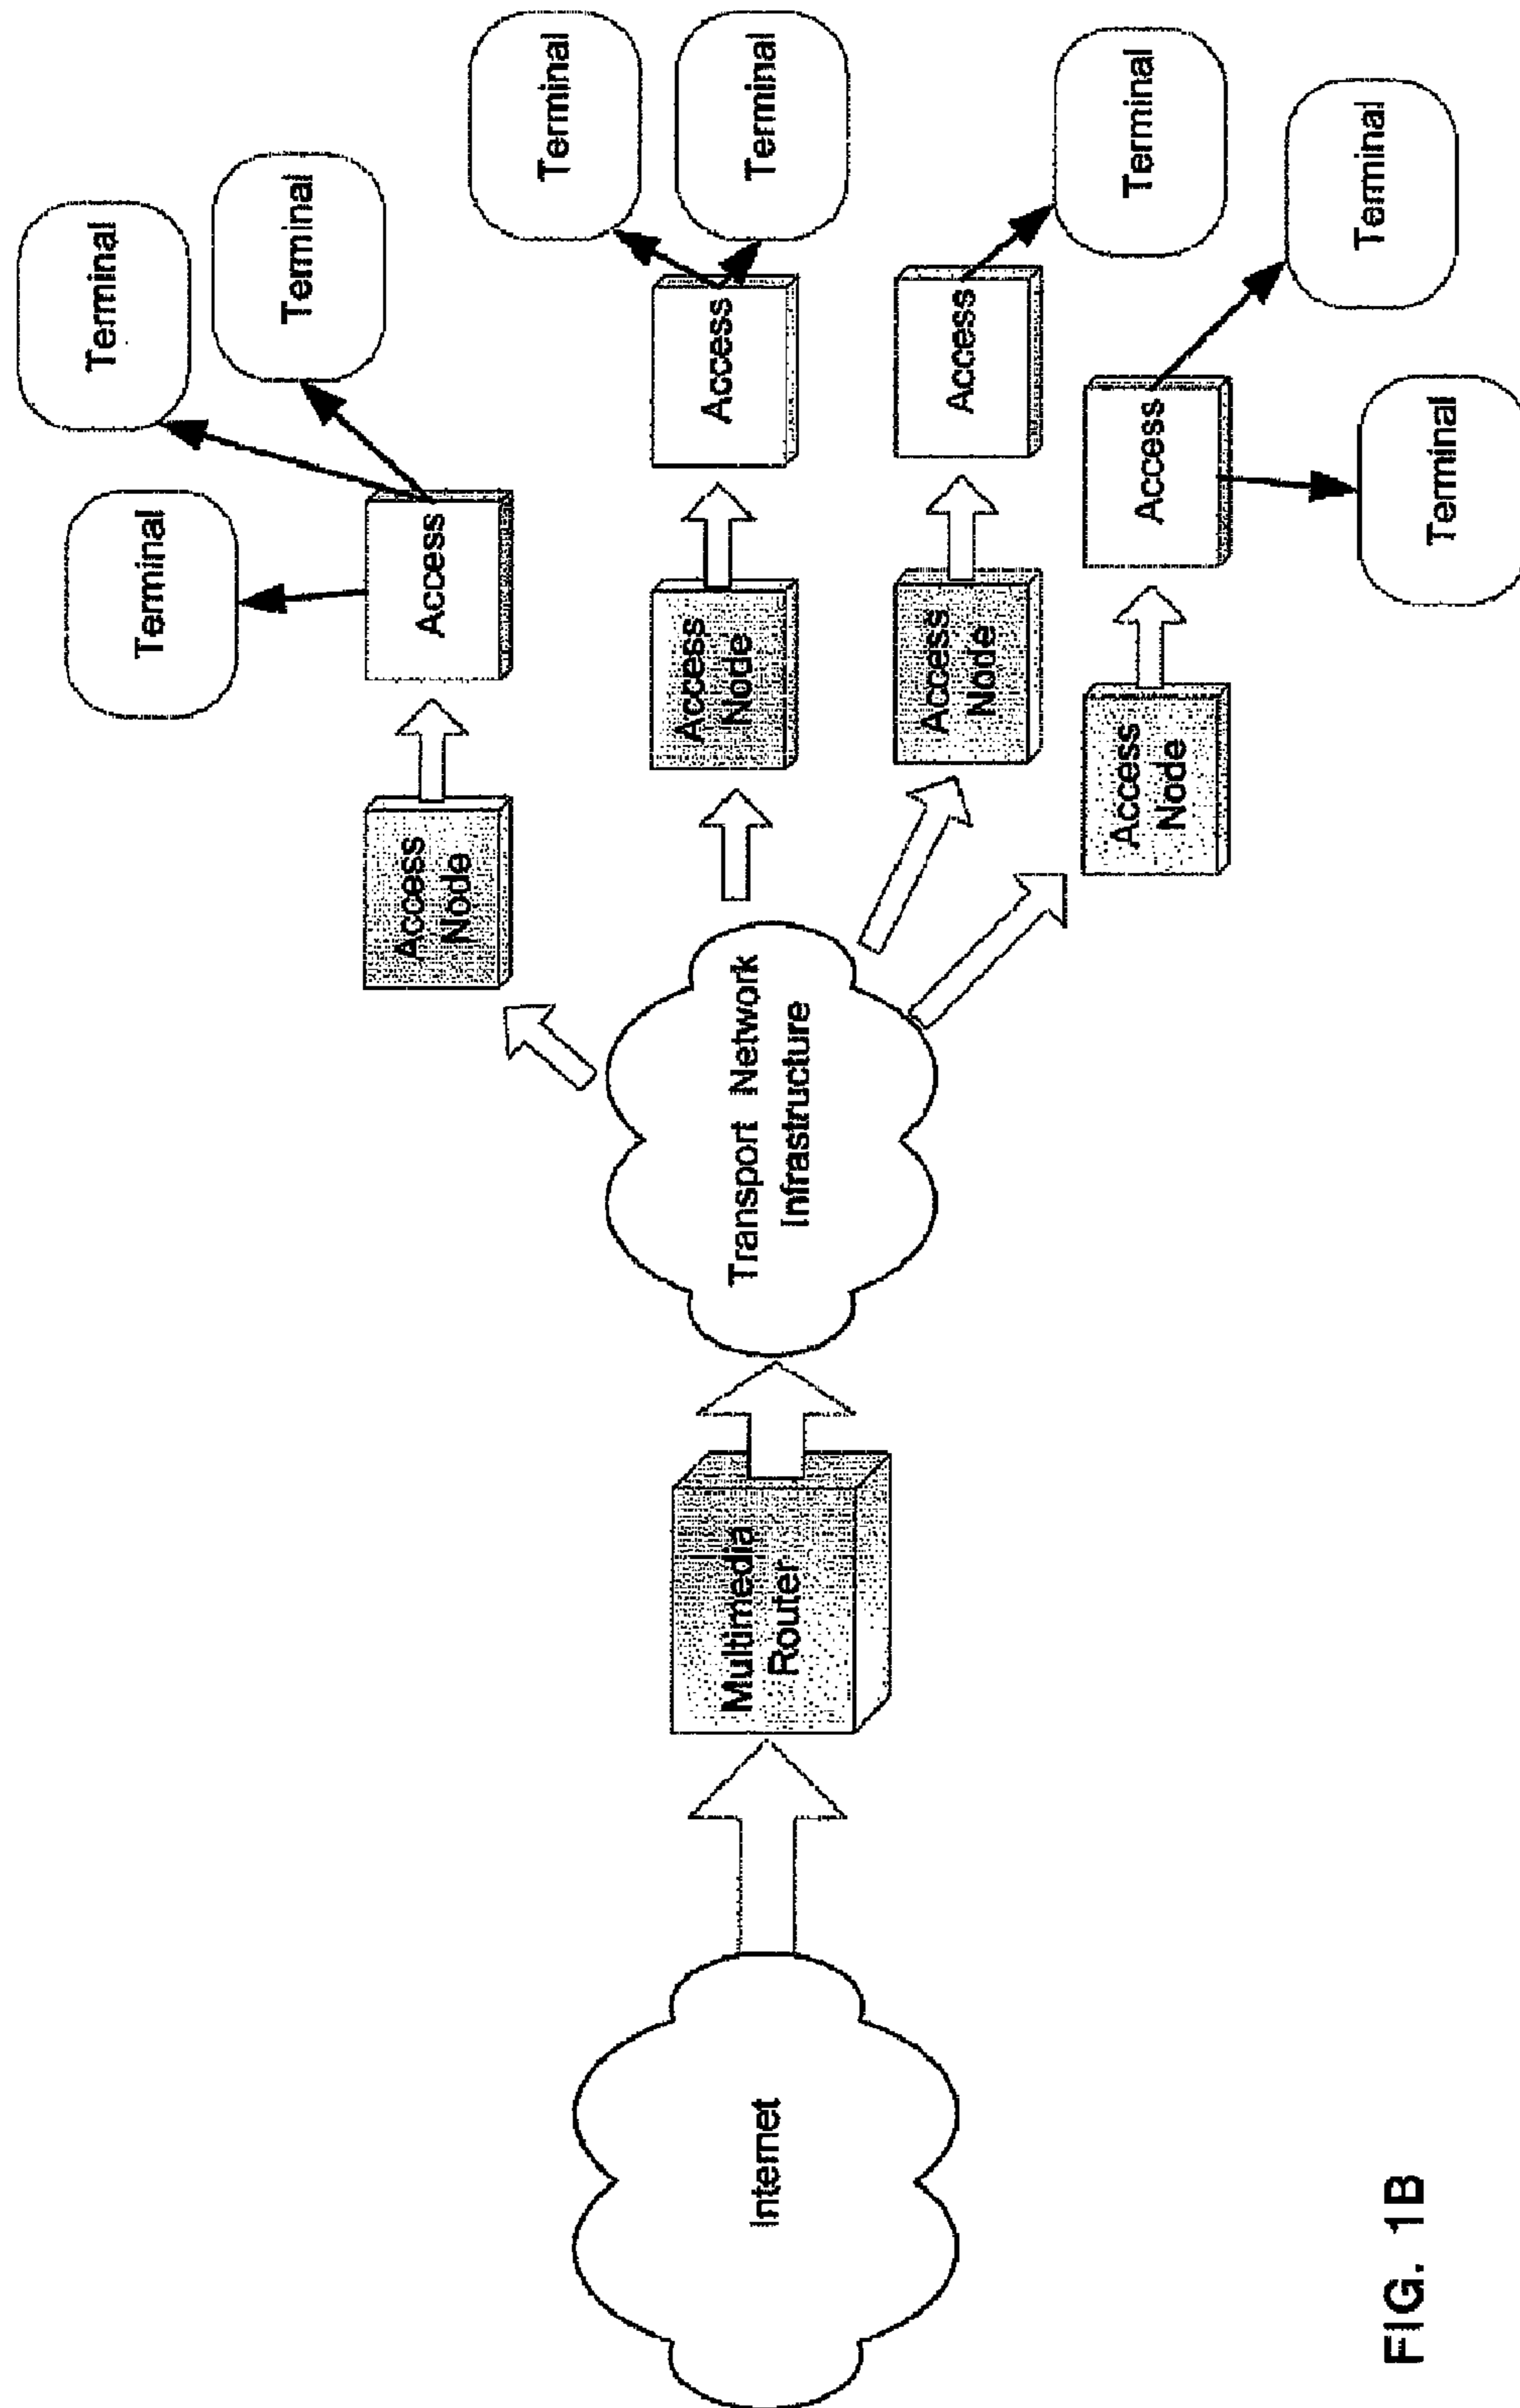 Internet
Multimedia
Router
Transport Network
Infrastructure
Access
Node
Access
Terminal
Terminal
Terminal
Access
Node
Access
Terminal
Terminal
Access
Node
Access
Terminal
Access
Node
Access
Terminal
Terminal
FIG. 1B